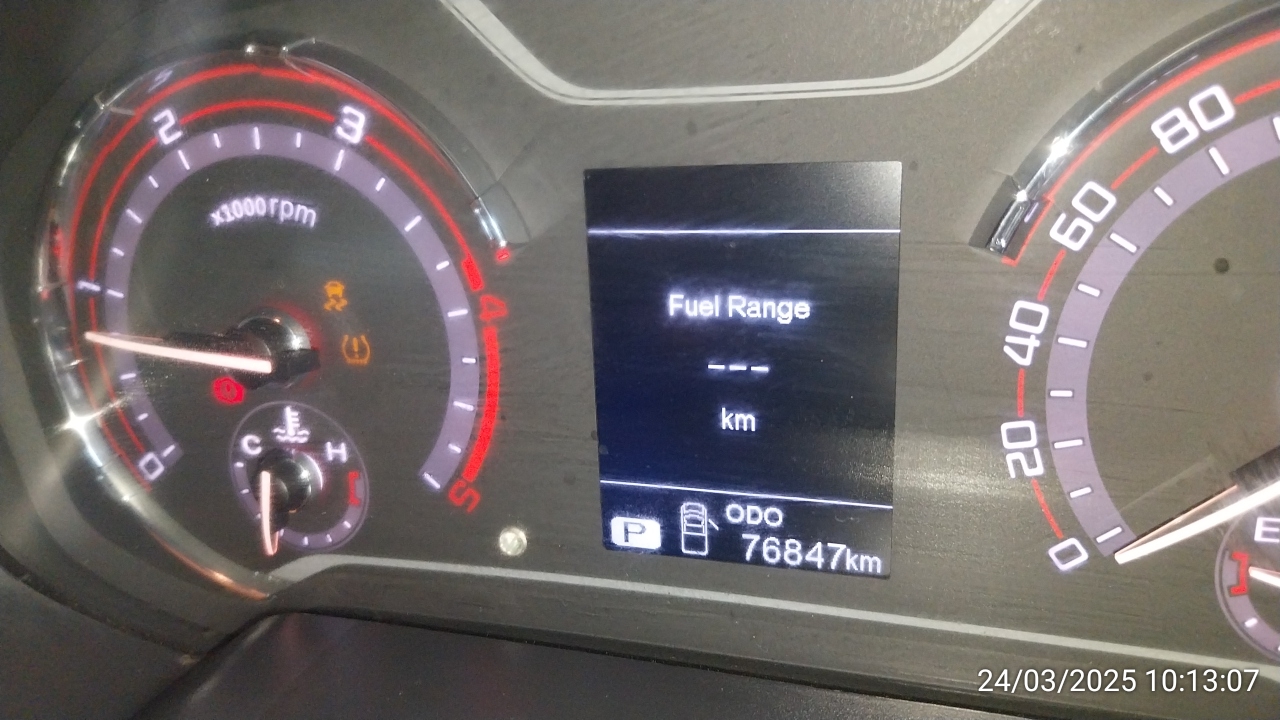 2
3
x1000rpm
1
4
0
C
H
5
Fuel Range
---
km
P
ODO
76847km
80
60
40
20
0
E
24/03/2025 10:13:07